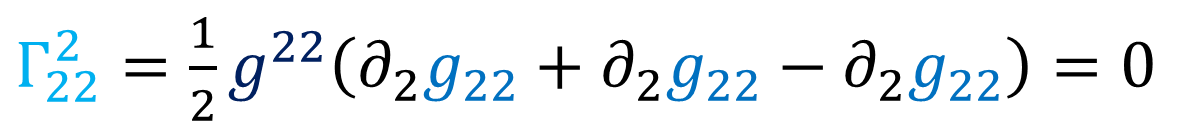 Γ²₂₂ = ½ g²²(∂₂g₂₂ + ∂₂g₂₂ − ∂₂g₂₂) = 0